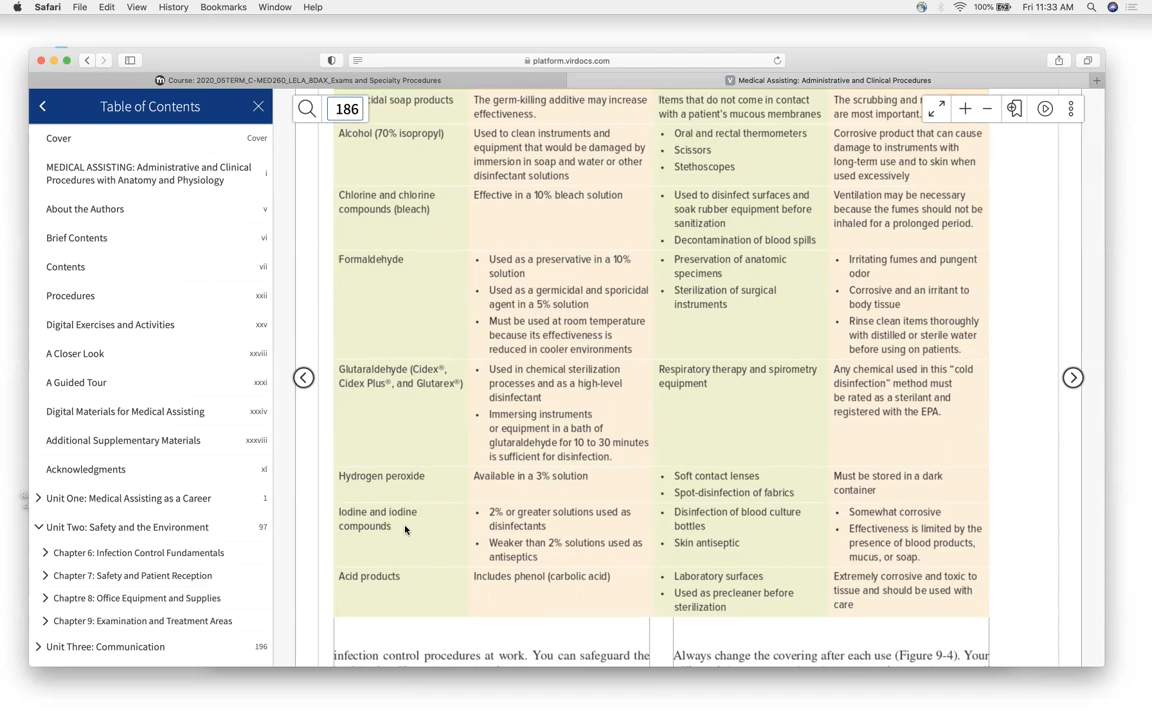 Safari File Edit View History Bookmarks Window Help
100% Fri 11:33 AM
platform.virdocs.com
m Course: 2020_05TERM_C-MED260_LELA_8DAX_Exams and Specialty Procedures
V Medical Assisting: Administrative and Clinical Procedures
Table of Contents
Cover Cover
MEDICAL ASSISTING: Administrative and Clinical
Procedures with Anatomy and Physiology i
About the Authors v
Brief Contents vi
Contents vii
Procedures xxii
Digital Exercises and Activities xxv
A Closer Look xxviii
A Guided Tour xxxi
Digital Materials for Medical Assisting xxxiv
Additional Supplementary Materials xxxviii
Acknowledgments xl
Unit One: Medical Assisting as a Career 1
Unit Two: Safety and the Environment 97
Chapter 6: Infection Control Fundamentals
Chapter 7: Safety and Patient Reception
Chaptre 8: Office Equipment and Supplies
Chapter 9: Examination and Treatment Areas
Unit Three: Communication 196
186
soap products
The germ-killing additive may increase
effectiveness.
Items that do not come in contact
with a patient's mucous membranes
The scrubbing and
are most important.
Alcohol (70% isopropyl)
Used to clean instruments and
equipment that would be damaged by
immersion in soap and water or other
disinfectant solutions
• Oral and rectal thermometers
• Scissors
• Stethoscopes
Corrosive product that can cause
damage to instruments with
long-term use and to skin when
used excessively
Chlorine and chlorine
compounds (bleach)
Effective in a 10% bleach solution
• Used to disinfect surfaces and
soak rubber equipment before
sanitization
• Decontamination of blood spills
Ventilation may be necessary
because the fumes should not be
inhaled for a prolonged period.
Formaldehyde
• Used as a preservative in a 10%
solution
• Used as a germicidal and sporicidal
agent in a 5% solution
• Must be used at room temperature
because its effectiveness is
reduced in cooler environments
• Preservation of anatomic
specimens
• Sterilization of surgical
instruments
• Irritating fumes and pungent
odor
• Corrosive and an irritant to
body tissue
• Rinse clean items thoroughly
with distilled or sterile water
before using on patients.
Glutaraldehyde (Cidex®,
Cidex Plus®, and Glutarex®)
• Used in chemical sterilization
processes and as a high-level
disinfectant
• Immersing instruments
or equipment in a bath of
glutaraldehyde for 10 to 30 minutes
is sufficient for disinfection.
Respiratory therapy and spirometry
equipment
Any chemical used in this "cold
disinfection" method must
be rated as a sterilant and
registered with the EPA.
Hydrogen peroxide
Available in a 3% solution
• Soft contact lenses
• Spot-disinfection of fabrics
Must be stored in a dark
container
Iodine and iodine
compounds
• 2% or greater solutions used as
disinfectants
• Weaker than 2% solutions used as
antiseptics
• Disinfection of blood culture
bottles
• Skin antiseptic
• Somewhat corrosive
• Effectiveness is limited by the
presence of blood products,
mucus, or soap.
Acid products
Includes phenol (carbolic acid)
• Laboratory surfaces
• Used as precleaner before
sterilization
Extremely corrosive and toxic to
tissue and should be used with
care
infection control procedures at work. You can safeguard the
Always change the covering after each use (Figure 9-4). Your